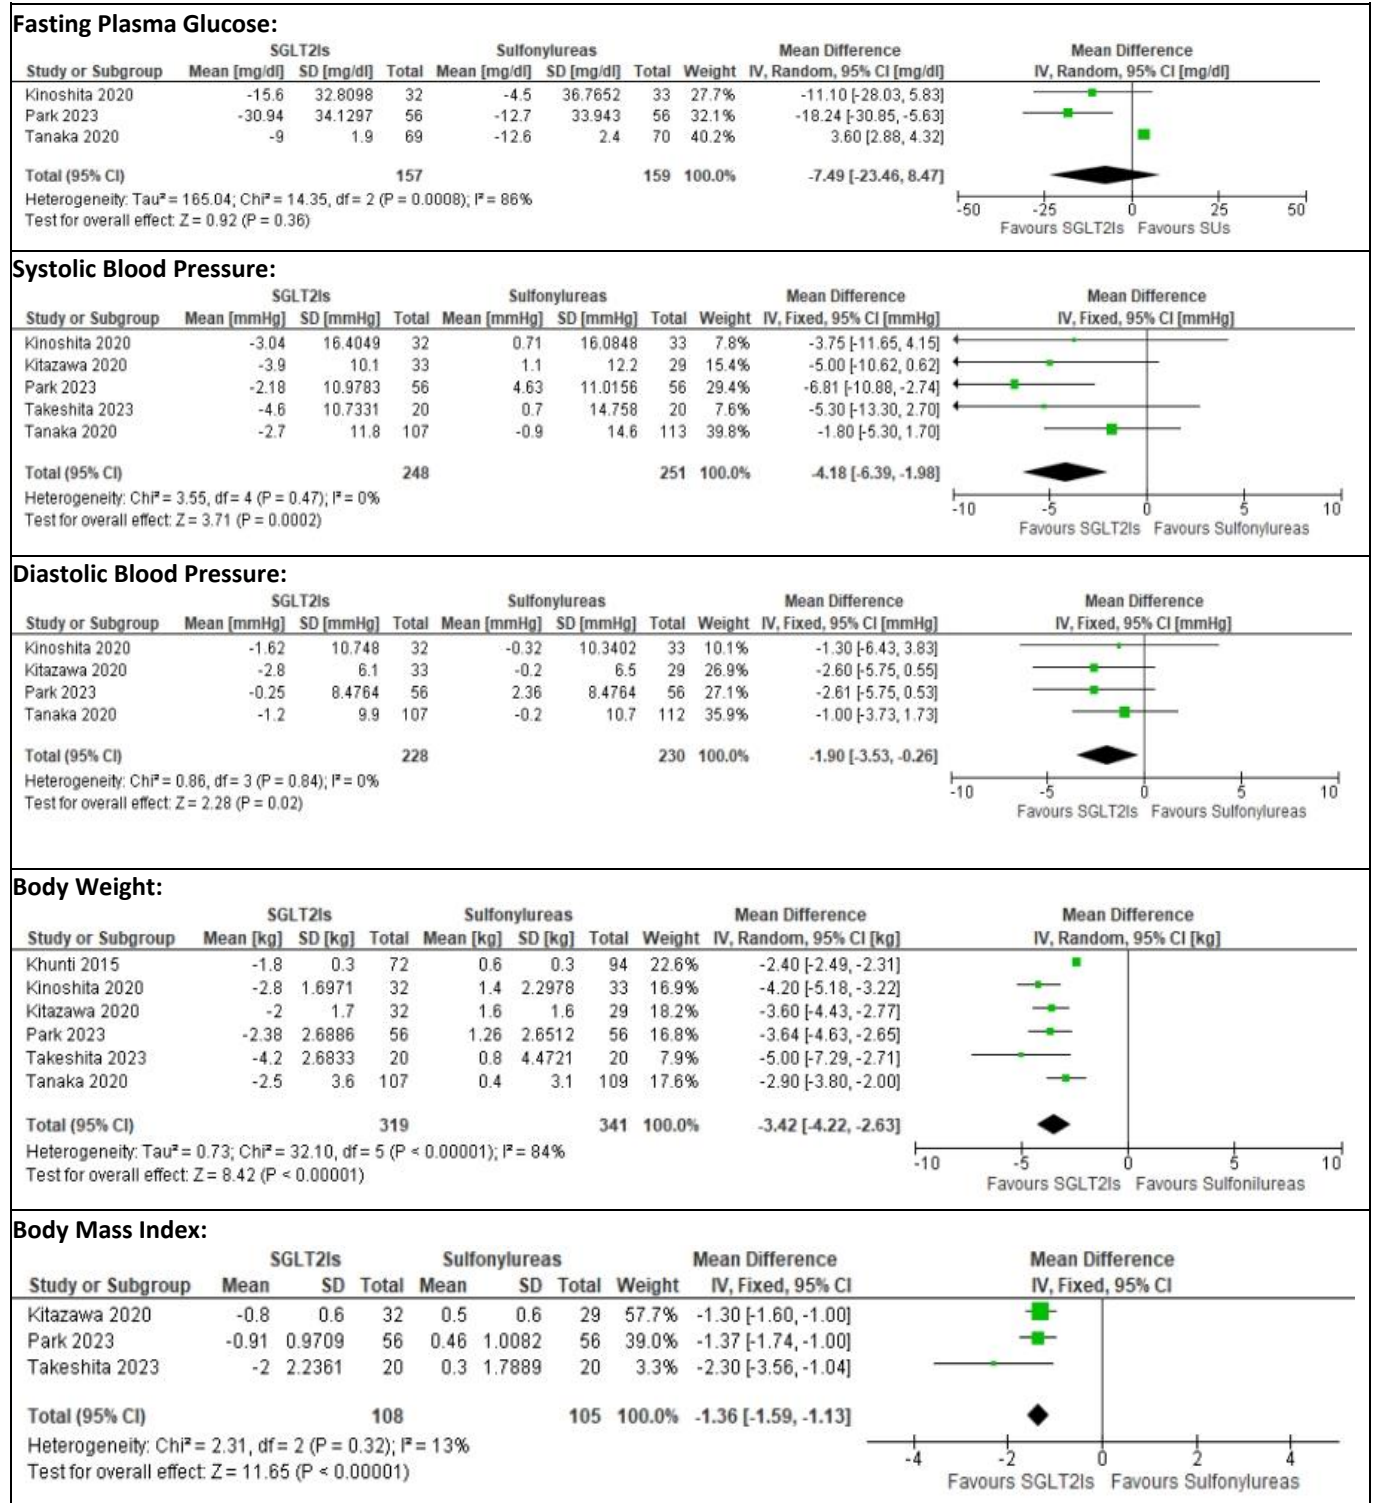 Fasting Plasma Glucose:
SGLT2Is Sulfonylureas Mean Difference Mean Difference
Study or Subgroup Mean [mg/dl] SD [mg/dl] Total Mean [mg/dl] SD [mg/dl] Total Weight IV, Random, 95% CI [mg/dl] IV, Random, 95% CI [mg/dl]
Kinoshita 2020 -15.6 32.8098 32 -4.5 36.7652 33 27.7% -11.10 [-28.03, 5.83]
Park 2023 -30.94 34.1297 56 -12.7 33.943 56 32.1% -18.24 [-30.85, -5.63]
Tanaka 2020 -9 1.9 69 -12.6 2.4 70 40.2% 3.60 [2.88, 4.32]
Total (95% CI) 157 159 100.0% -7.49 [-23.46, 8.47]
Heterogeneity: Tau² = 165.04; Chi² = 14.35, df = 2 (P = 0.0008); I² = 86%
Test for overall effect: Z = 0.92 (P = 0.36)
-50 -25 0 25 50
Favours SGLT2Is Favours SUs
Systolic Blood Pressure:
SGLT2Is Sulfonylureas Mean Difference Mean Difference
Study or Subgroup Mean [mmHg] SD [mmHg] Total Mean [mmHg] SD [mmHg] Total Weight IV, Fixed, 95% CI [mmHg] IV, Fixed, 95% CI [mmHg]
Kinoshita 2020 -3.04 16.4049 32 0.71 16.0848 33 7.8% -3.75 [-11.65, 4.15]
Kitazawa 2020 -3.9 10.1 33 1.1 12.2 29 15.4% -5.00 [-10.62, 0.62]
Park 2023 -2.18 10.9783 56 4.63 11.0156 56 29.4% -6.81 [-10.88, -2.74]
Takeshita 2023 -4.6 10.7331 20 0.7 14.758 20 7.6% -5.30 [-13.30, 2.70]
Tanaka 2020 -2.7 11.8 107 -0.9 14.6 113 39.8% -1.80 [-5.30, 1.70]
Total (95% CI) 248 251 100.0% -4.18 [-6.39, -1.98]
Heterogeneity: Chi² = 3.55, df = 4 (P = 0.47); I² = 0%
Test for overall effect: Z = 3.71 (P = 0.0002)
-10 -5 0 5 10
Favours SGLT2Is Favours Sulfonylureas
Diastolic Blood Pressure:
SGLT2Is Sulfonylureas Mean Difference Mean Difference
Study or Subgroup Mean [mmHg] SD [mmHg] Total Mean [mmHg] SD [mmHg] Total Weight IV, Fixed, 95% CI [mmHg] IV, Fixed, 95% CI [mmHg]
Kinoshita 2020 -1.62 10.748 32 -0.32 10.3402 33 10.1% -1.30 [-6.43, 3.83]
Kitazawa 2020 -2.8 6.1 33 -0.2 6.5 29 26.9% -2.60 [-5.75, 0.55]
Park 2023 -0.25 8.4764 56 2.36 8.4764 56 27.1% -2.61 [-5.75, 0.53]
Tanaka 2020 -1.2 9.9 107 -0.2 10.7 112 35.9% -1.00 [-3.73, 1.73]
Total (95% CI) 228 230 100.0% -1.90 [-3.53, -0.26]
Heterogeneity: Chi² = 0.86, df = 3 (P = 0.84); I² = 0%
Test for overall effect: Z = 2.28 (P = 0.02)
-10 -5 0 5 10
Favours SGLT2Is Favours Sulfonylureas
Body Weight:
SGLT2Is Sulfonylureas Mean Difference Mean Difference
Study or Subgroup Mean [kg] SD [kg] Total Mean [kg] SD [kg] Total Weight IV, Random, 95% CI [kg] IV, Random, 95% CI [kg]
Khunti 2015 -1.8 0.3 72 0.6 0.3 94 22.6% -2.40 [-2.49, -2.31]
Kinoshita 2020 -2.8 1.6971 32 1.4 2.2978 33 16.9% -4.20 [-5.18, -3.22]
Kitazawa 2020 -2 1.7 32 1.6 1.6 29 18.2% -3.60 [-4.43, -2.77]
Park 2023 -2.38 2.6886 56 1.26 2.6512 56 16.8% -3.64 [-4.63, -2.65]
Takeshita 2023 -4.2 2.6833 20 0.8 4.4721 20 7.9% -5.00 [-7.29, -2.71]
Tanaka 2020 -2.5 3.6 107 0.4 3.1 109 17.6% -2.90 [-3.80, -2.00]
Total (95% CI) 319 341 100.0% -3.42 [-4.22, -2.63]
Heterogeneity: Tau² = 0.73; Chi² = 32.10, df = 5 (P < 0.00001); I² = 84%
Test for overall effect: Z = 8.42 (P < 0.00001)
-10 -5 0 5 10
Favours SGLT2Is Favours Sulfonilureas
Body Mass Index:
SGLT2Is Sulfonylureas Mean Difference Mean Difference
Study or Subgroup Mean SD Total Mean SD Total Weight IV, Fixed, 95% CI IV, Fixed, 95% CI
Kitazawa 2020 -0.8 0.6 32 0.5 0.6 29 57.7% -1.30 [-1.60, -1.00]
Park 2023 -0.91 0.9709 56 0.46 1.0082 56 39.0% -1.37 [-1.74, -1.00]
Takeshita 2023 -2 2.2361 20 0.3 1.7889 20 3.3% -2.30 [-3.56, -1.04]
Total (95% CI) 108 105 100.0% -1.36 [-1.59, -1.13]
Heterogeneity: Chi² = 2.31, df = 2 (P = 0.32); I² = 13%
Test for overall effect: Z = 11.65 (P < 0.00001)
-4 -2 0 2 4
Favours SGLT2Is Favours Sulfonylureas